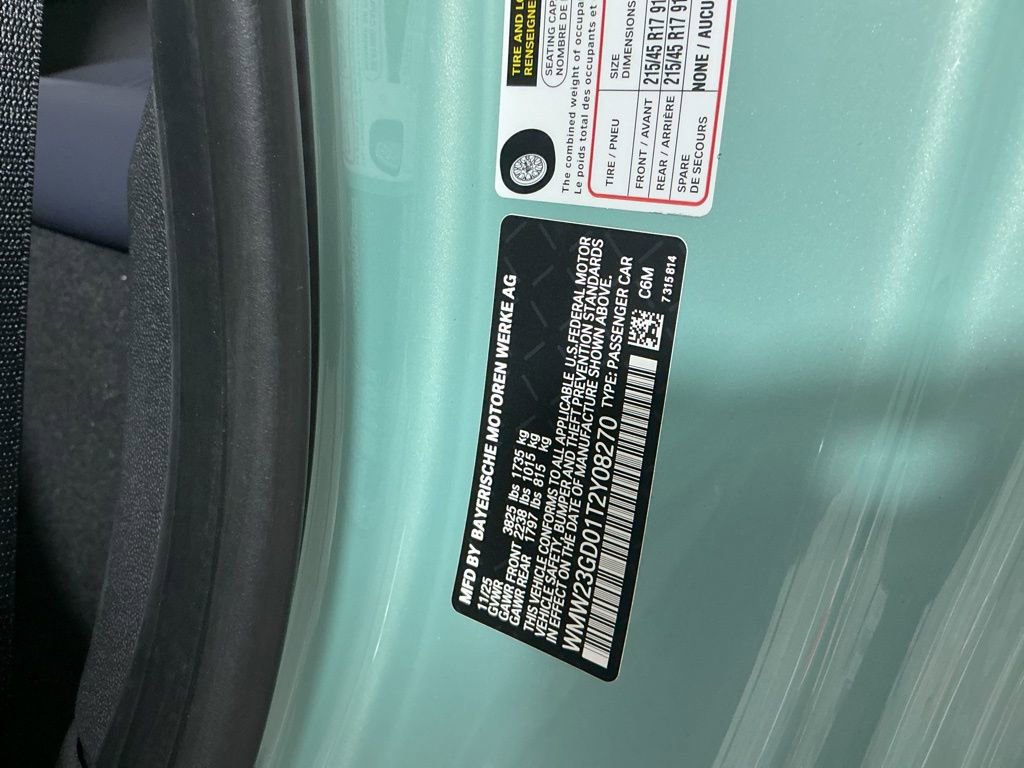 TIRE AND LO
RENSEIGNE
SEATING CAP
NOMBRE DE
The combined weight of occupa
Le poids total des occupants et
TIRE / PNEU SIZE
DIMENSIONS
FRONT / AVANT 215/45 R17 91
REAR / ARRIÈRE 215/45 R17 91
SPARE
DE SECOURS NONE / AUCU
MFD BY BAYERISCHE MOTOREN WERKE AG
11/25
GVWR 3825 lbs 1735 kg
GAWR FRONT 2238 lbs 1015 kg
GAWR REAR 1797 lbs 815 kg
THIS VEHICLE CONFORMS TO ALL APPLICABLE U.S.FEDERAL MOTOR
VEHICLE SAFETY, BUMPER AND THEFT PREVENTION STANDARDS
IN EFFECT ON THE DATE OF MANUFACTURE SHOWN ABOVE.
WMW23GD01T2Y08270 TYPE: PASSENGER CAR
C6M
7 315 814